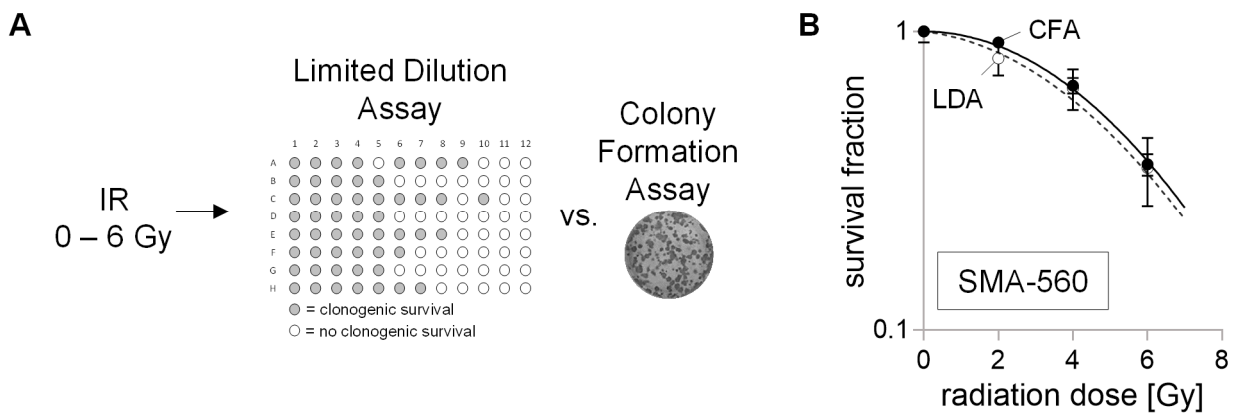 A
Limited Dilution
Assay
1 2 3 4 5 6 7 8 9 10 11 12
A
B
C
D
E
F
G
H
= clonogenic survival
= no clonogenic survival
IR
0 – 6 Gy
vs.
Colony
Formation
Assay
B
survival fraction
1
0.1
CFA
LDA
SMA-560
0 2 4 6 8
radiation dose [Gy]